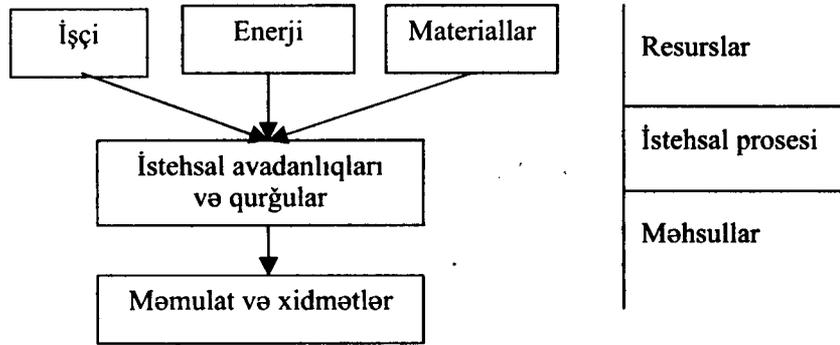 İşçi
Enerji
Materiallar
İstehsal avadanlıqları
və qurğular
Məmulat və xidmətlər
Resurslar
İstehsal prosesi
Məhsullar